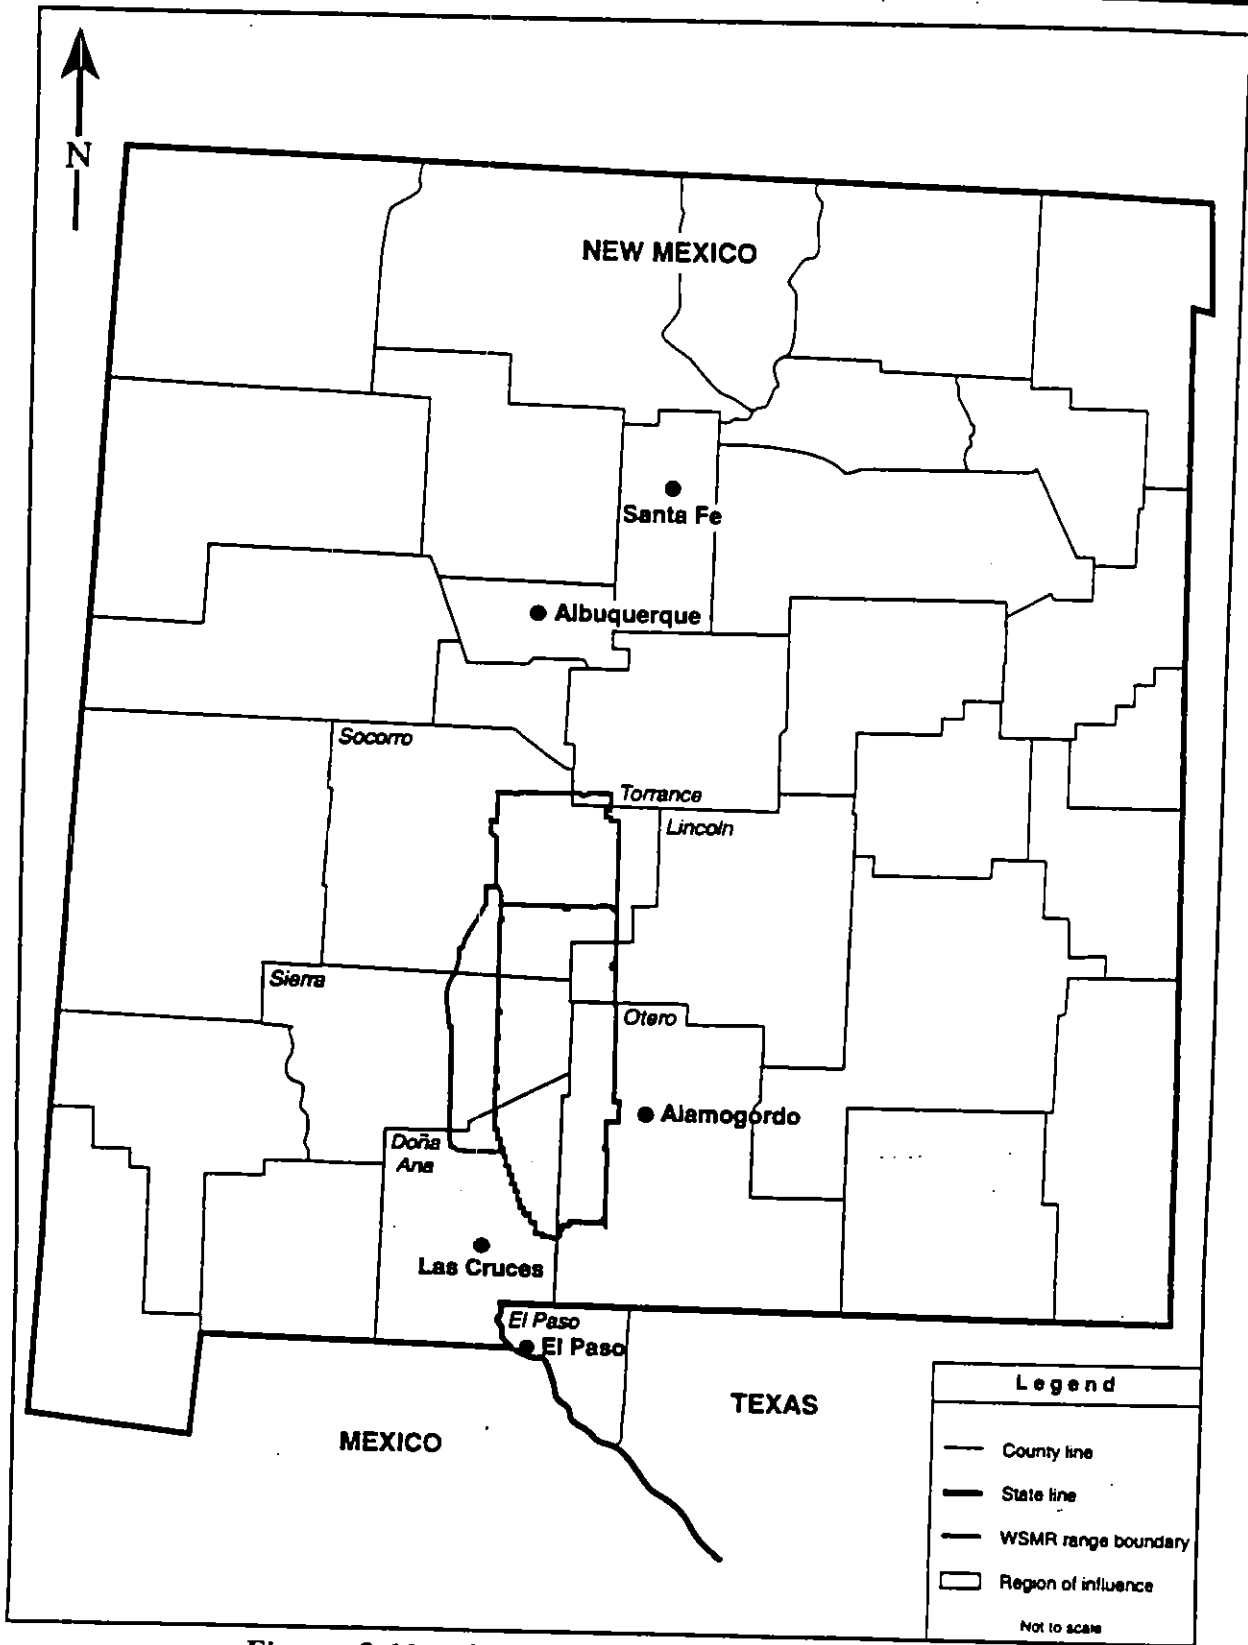 N
NEW MEXICO
Santa Fe
Albuquerque
Socorro
Torrance
Lincoln
Sierra
Otero
Alamogordo
Doña
Ana
Las Cruces
El Paso
El Paso
TEXAS
MEXICO
Legend
County line
State line
WSMR range boundary
Region of influence
Not to scale